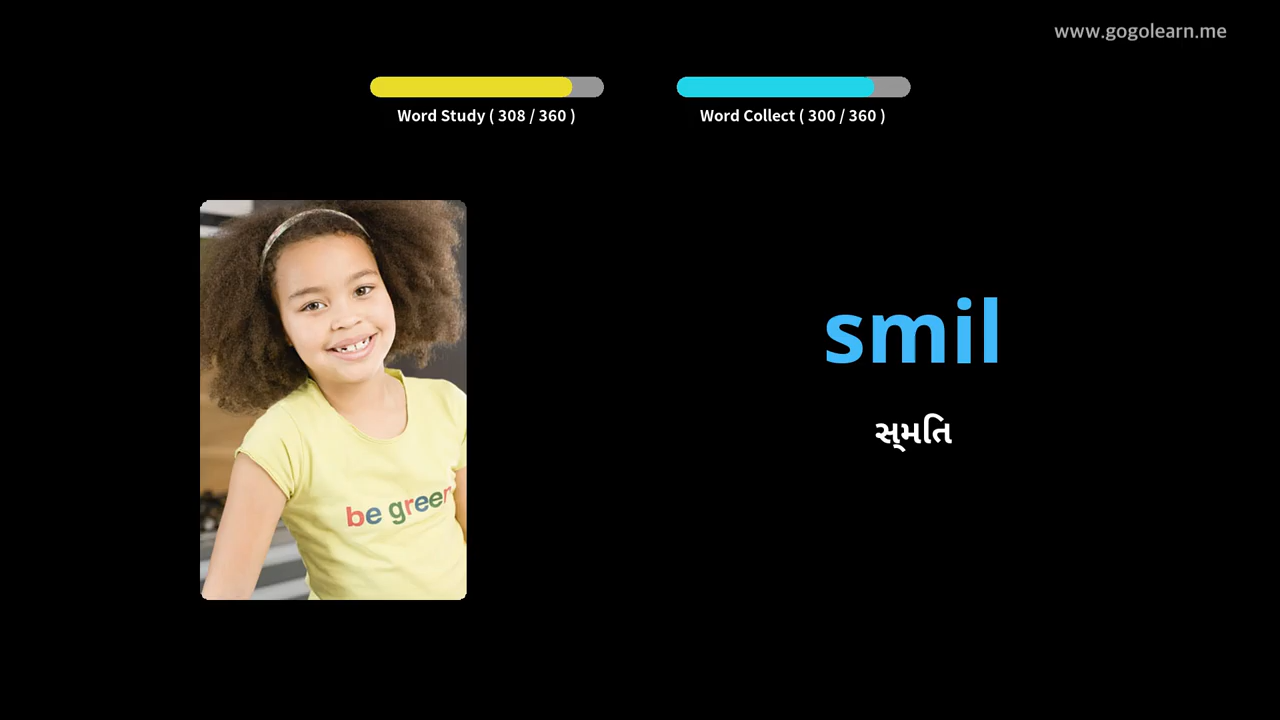 www.gogolearn.me
Word Study ( 308 / 360 )
Word Collect ( 300 / 360 )
smil
સ્મતિ
be green